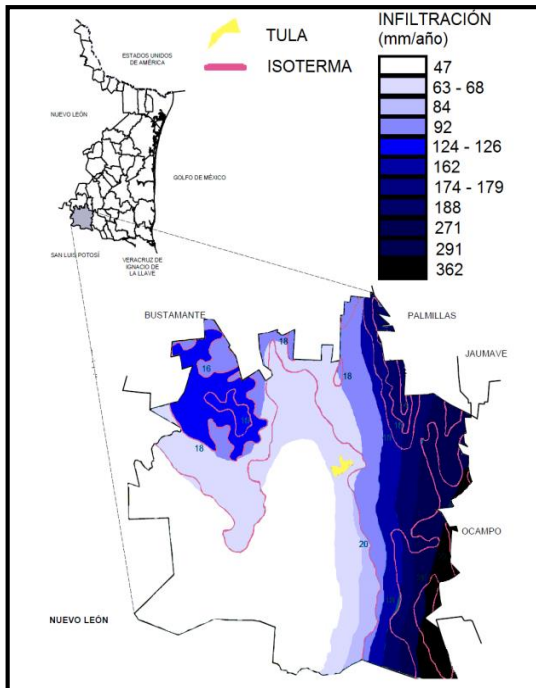 INFILTRACIÓN
(mm/año)
TULA
ISOTERMA
47
63 - 68
84
92
124 - 126
162
174 - 179
188
271
291
362
ESTADOS UNIDOS
DE AMÉRICA
NUEVO LEÓN
GOLFO DE MÉXICO
SAN LUIS POTOSÍ
VERACRUZ DE
IGNACIO DE
LA LLAVE
BUSTAMANTE
PALMILLAS
JAUMAVE
18
16
18
18
20
OCAMPO
NUEVO LEÓN